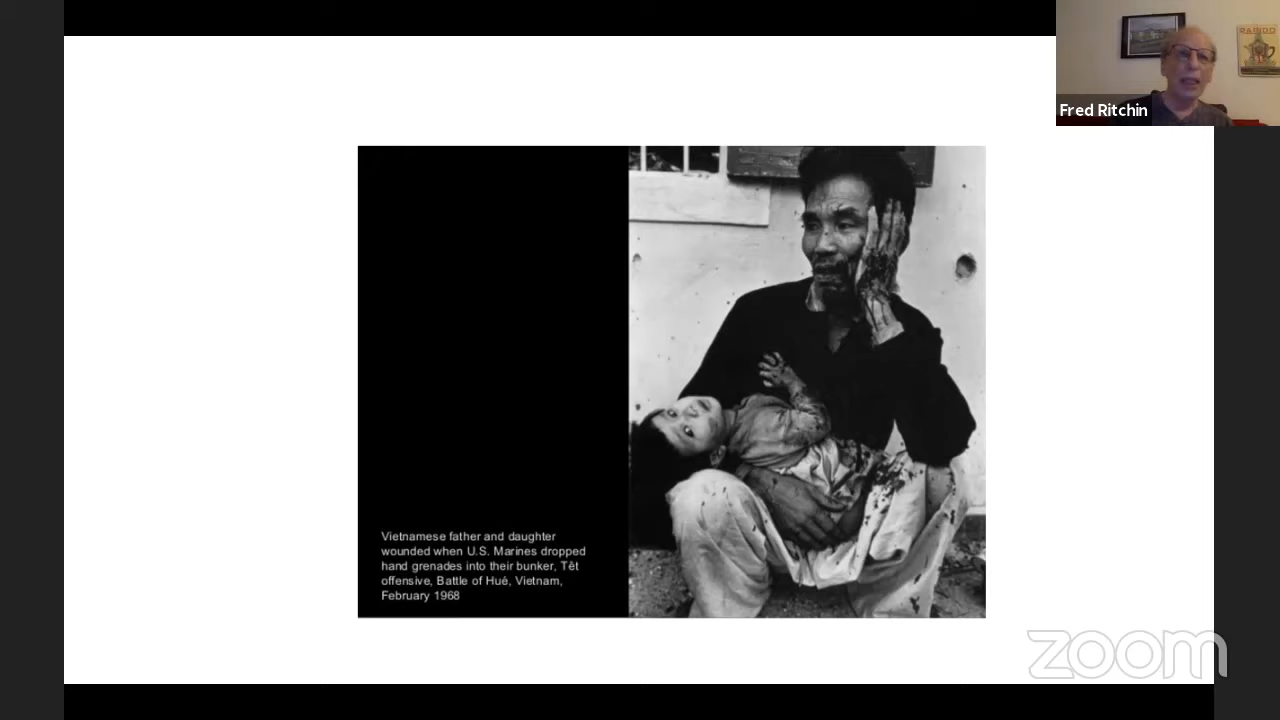 Fred Ritchin
Vietnamese father and daughter
wounded when U.S. Marines dropped
hand grenades into their bunker, Têt
offensive, Battle of Hué, Vietnam,
February 1968
zoom